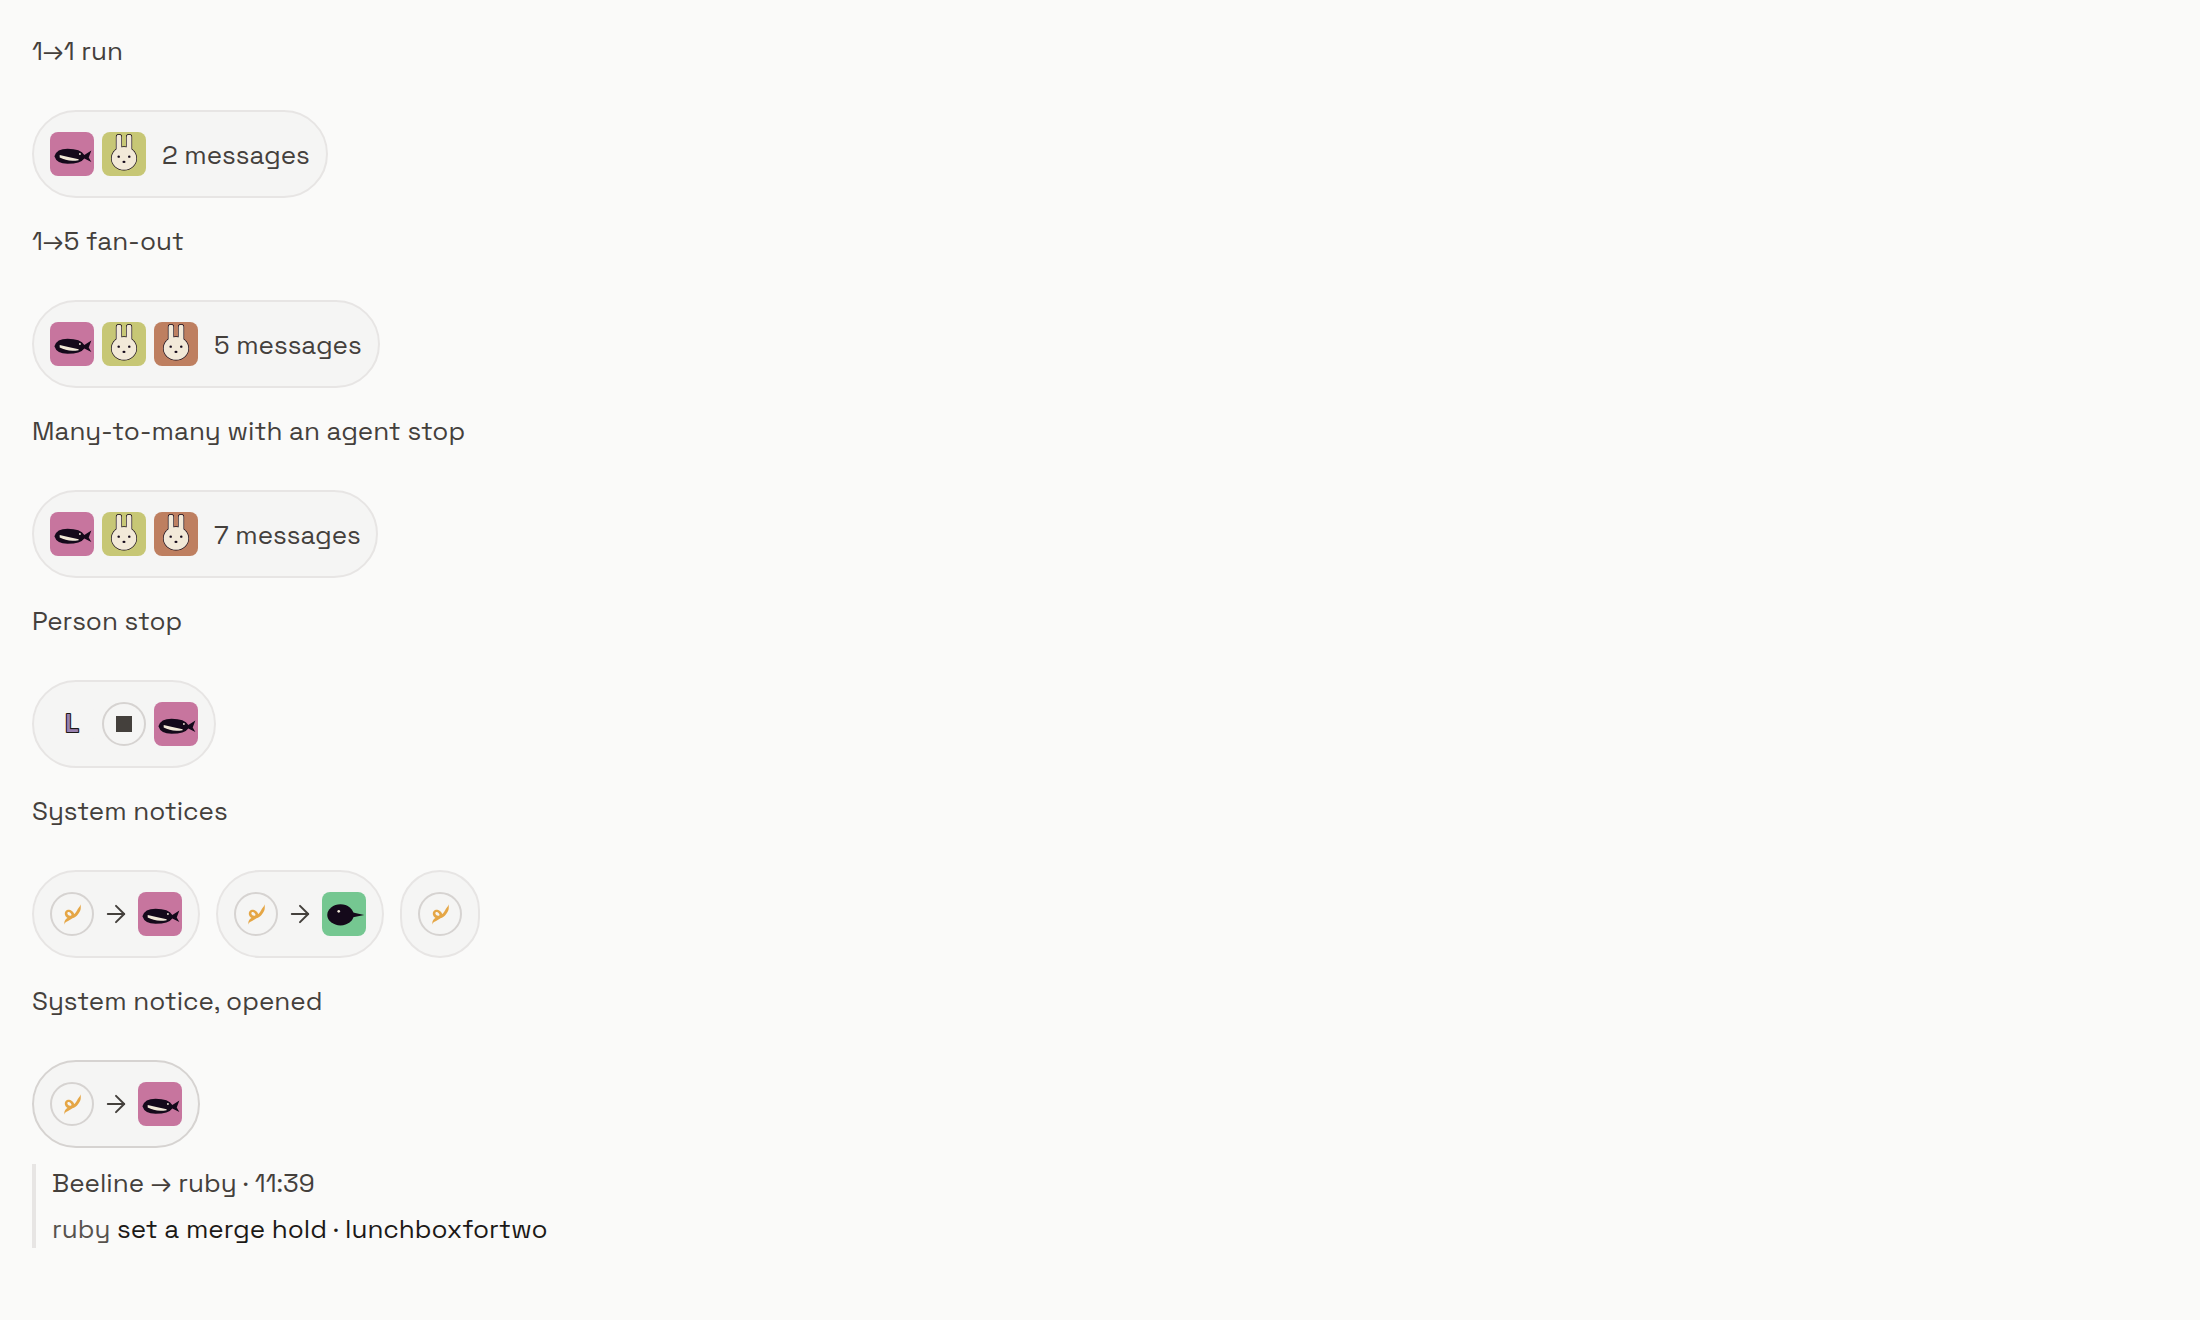 1→1 run
2 messages
1→5 fan-out
5 messages
Many-to-many with an agent stop
7 messages
Person stop
L
System notices
System notice, opened
Beeline → ruby · 11:39
ruby set a merge hold · lunchboxfortwo